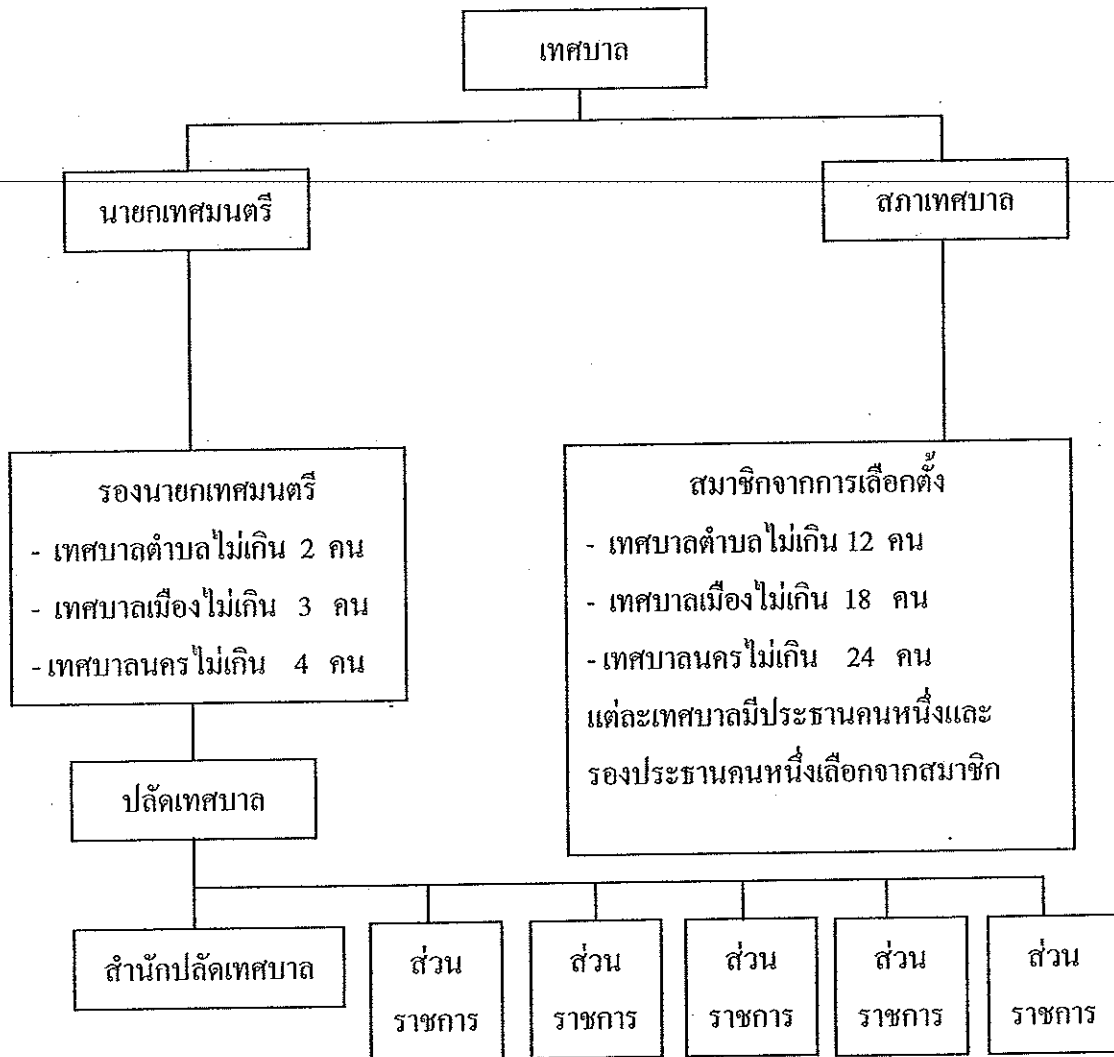 เทศบาล
นายกเทศมนตรี
สภาเทศบาล
รองนายกเทศมนตรี
- เทศบาลตำบลไม่เกิน 2 คน
- เทศบาลเมืองไม่เกิน 3 คน
- เทศบาลนครไม่เกิน 4 คน
สมาชิกจากการเลือกตั้ง
- เทศบาลตำบลไม่เกิน 12 คน
- เทศบาลเมืองไม่เกิน 18 คน
- เทศบาลนครไม่เกิน 24 คน
แต่ละเทศบาลมีประธานคนหนึ่งและ
รองประธานคนหนึ่งเลือกจากสมาชิก
ปลัดเทศบาล
สำนักปลัดเทศบาล
ส่วน
ราชการ
ส่วน
ราชการ
ส่วน
ราชการ
ส่วน
ราชการ
ส่วน
ราชการ